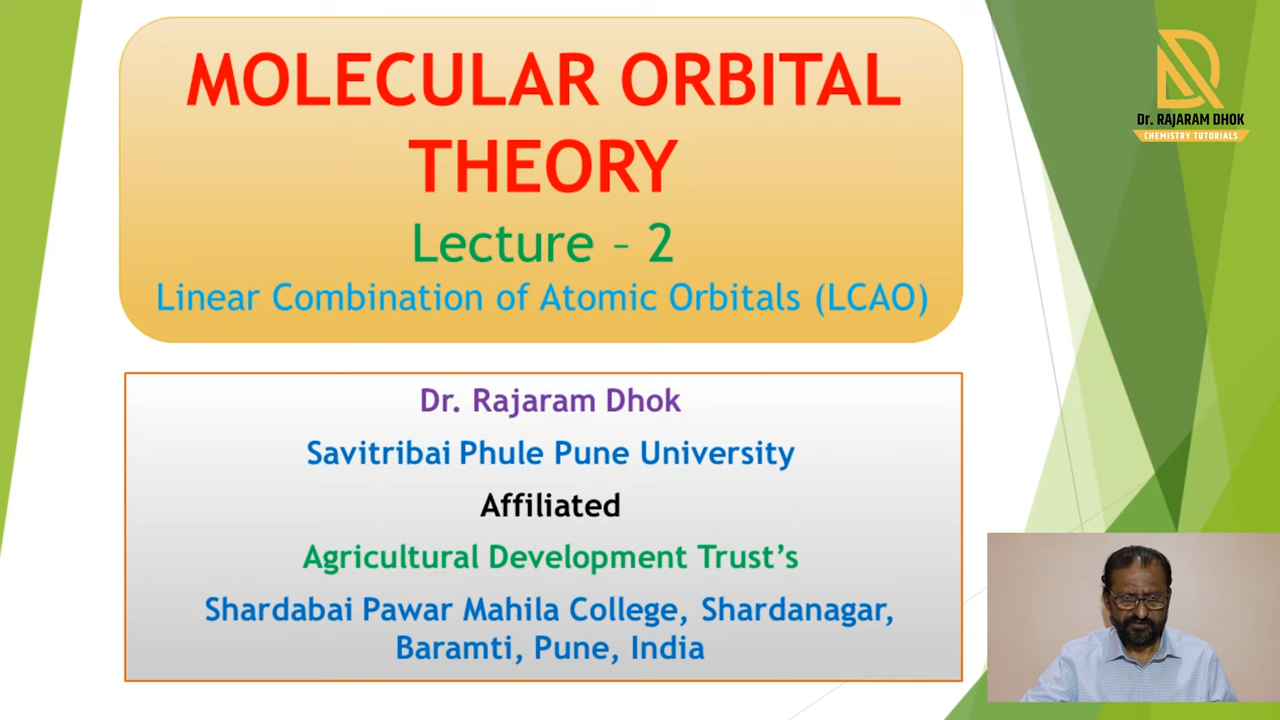 MOLECULAR ORBITAL
THEORY
Lecture – 2
Linear Combination of Atomic Orbitals (LCAO)
Dr. RAJARAM DHOK
CHEMISTRY TUTORIALS
Dr. Rajaram Dhok
Savitribai Phule Pune University
Affiliated
Agricultural Development Trust’s
Shardabai Pawar Mahila College, Shardanagar,
Baramti, Pune, India